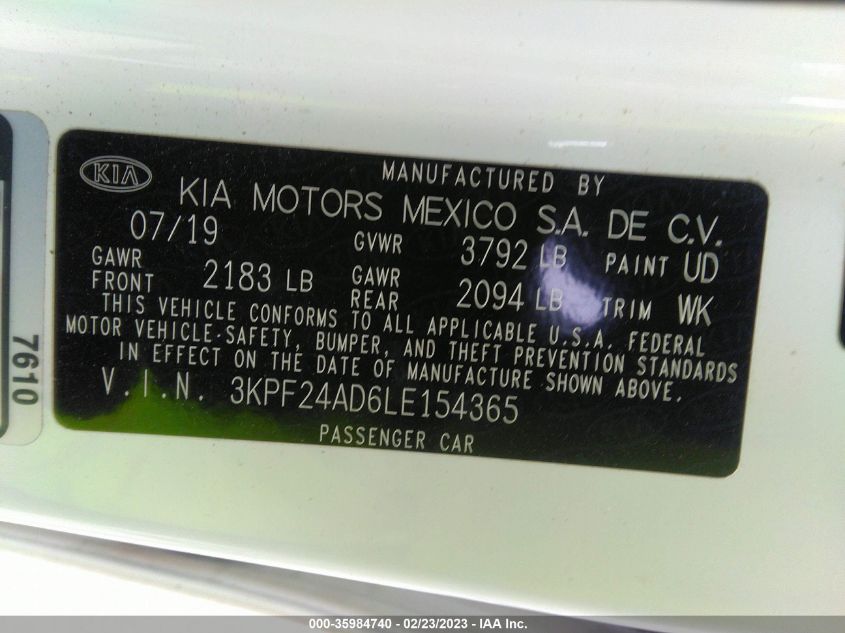 MANUFACTURED BY
KIA KIA MOTORS MEXICO S.A. DE C.V.
07/19 GVWR 3792 LB PAINT UD
GAWR FRONT 2183 LB GAWR REAR 2094 LB TRIM WK
THIS VEHICLE CONFORMS TO ALL APPLICABLE U.S.A. FEDERAL
MOTOR VEHICLE-SAFETY, BUMPER, AND THEFT PREVENTION STANDARDS
IN EFFECT ON THE DATE OF MANUFACTURE SHOWN ABOVE.
V.I.N. 3KPF24AD6LE154365
PASSENGER CAR
7610
000-35984740 - 02/23/2023 - IAA Inc.